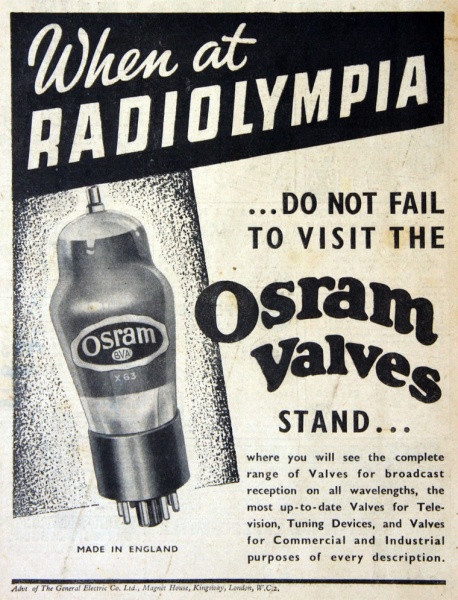 When at
RADIOLYMPIA
...DO NOT FAIL
TO VISIT THE
Osram
Valves
STAND...
Osram
BVA
X 63
where you will see the complete
range of Valves for broadcast
reception on all wavelengths, the
most up-to-date Valves for Tele-
vision, Tuning Devices, and Valves
for Commercial and Industrial
purposes of every description.
MADE IN ENGLAND
Advt of The General Electric Co. Ltd., Magnet House, Kingsway, London, W.C.2.